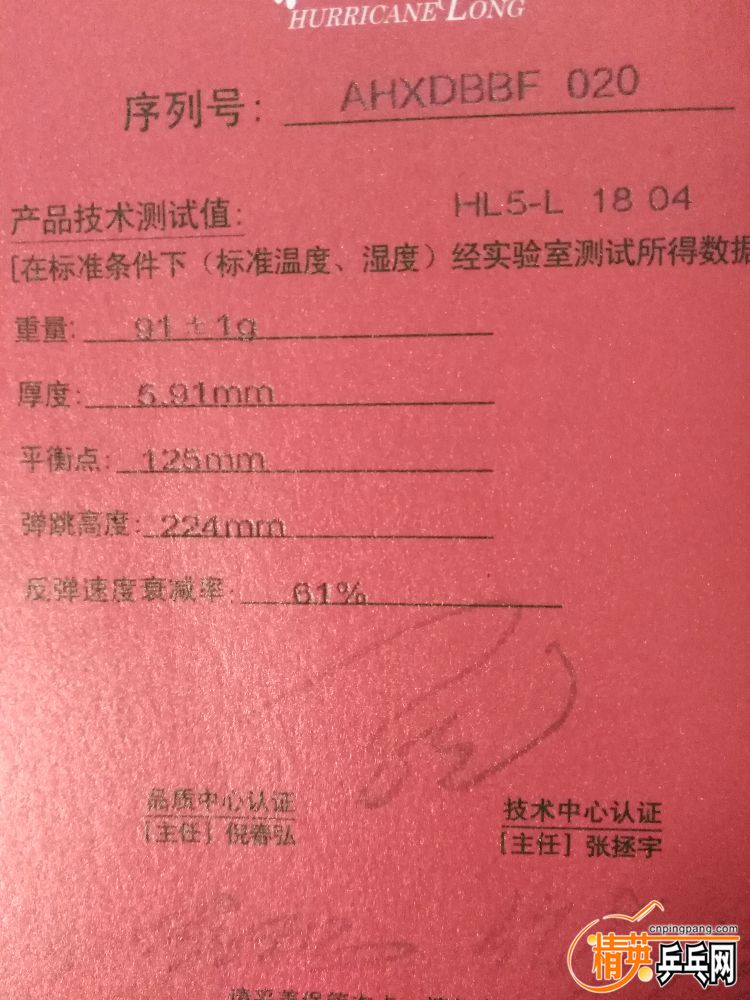 HURRICANE LONG
序列号: AHXDBBF 020
产品技术测试值: HL5-L 18 04
[在标准条件下（标准温度、湿度）经实验室测试所得数据
重量: 91±1g
厚度: 5.91mm
平衡点: 125mm
弹跳高度: 224mm
反弹速度衰减率: 61%
品质中心认证
[主任] 倪春弘
技术中心认证
[主任] 张拯宇
cnpingpang.com
精英乒乓网